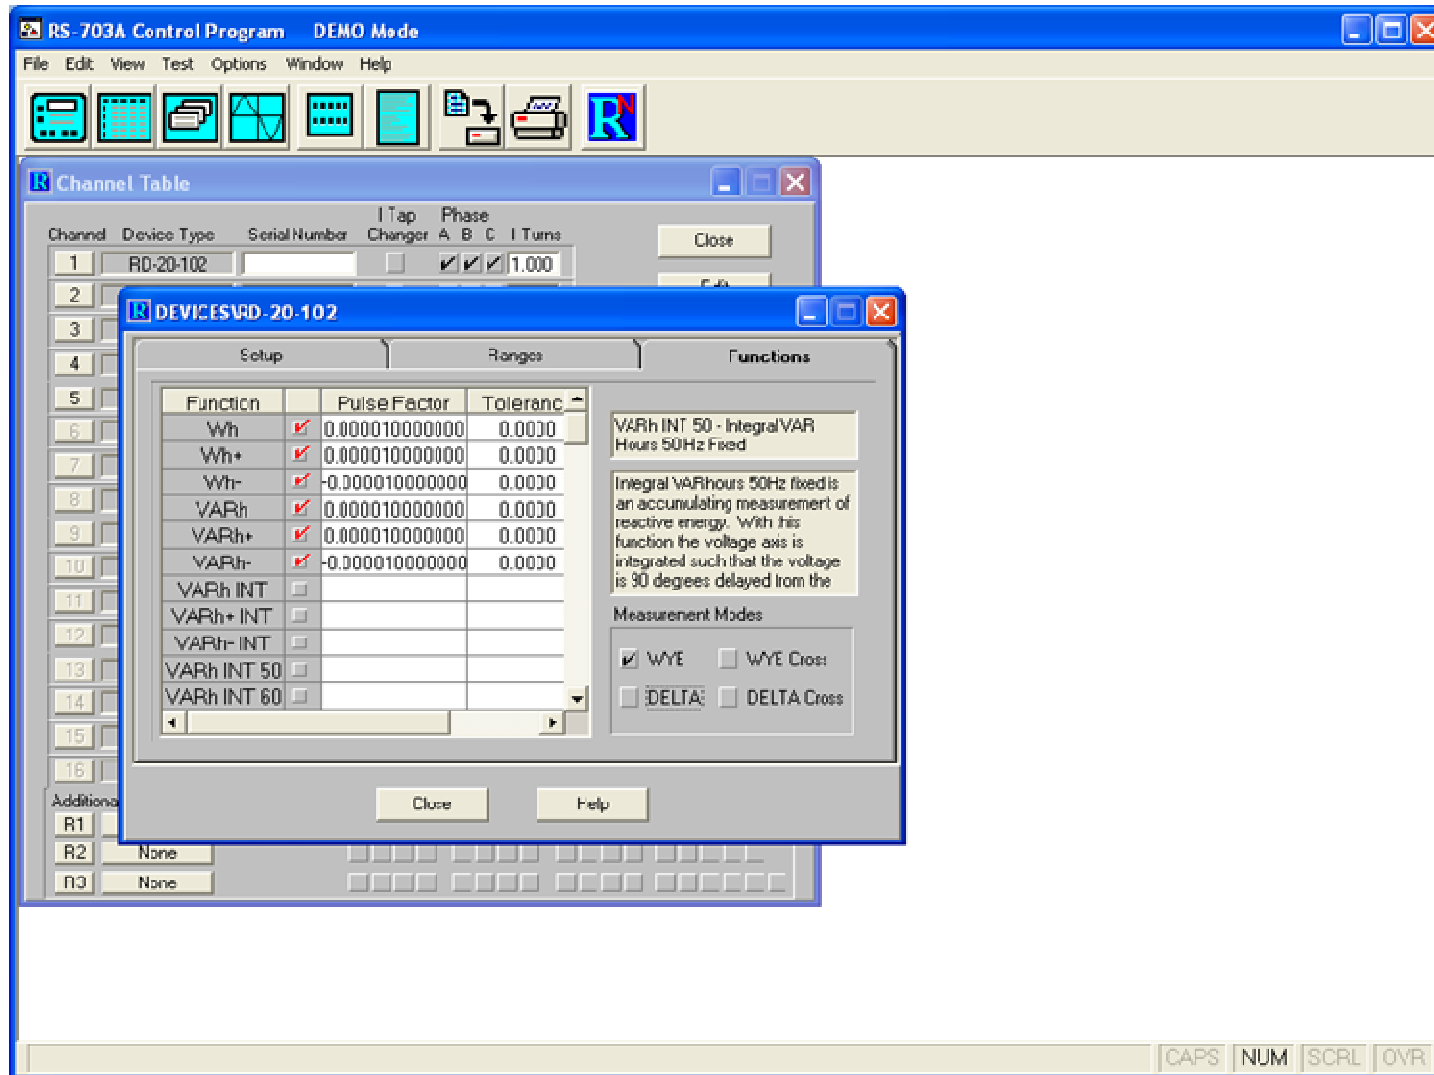 RS-703A Control Program DEMO Mode
File Edit View Test Options Window Help
R N
R Channel Table
I Tap Phase
Channel Device Type Serial Number Changer A B C I Turns
Close
1 RD-20-102 1.000
Edit
2
R DEVICES\RD-20-102
3
4
5
6
7
8
9
10
11
12
13
14
15
16
Setup Ranges Functions
Function Pulse Factor Toleranc
Wh 0.000010000000 0.0000
Wh+ 0.000010000000 0.0000
Wh- -0.000010000000 0.0000
VARh 0.000010000000 0.0000
VARh+ 0.000010000000 0.0000
VARh- -0.000010000000 0.0000
VARh INT
VARh+ INT
VARh- INT
VARh INT 50
VARh INT 60
VARh INT 50 - Integral VAR
Hours 50Hz Fixed
Integral VARhours 50Hz fixed is
an accumulating measurement of
reactive energy. With this
function the voltage axis is
integrated such that the voltage
is 90 degrees delayed from the
Measurement Modes
WYE WYE Cross
DELTA DELTA Cross
Close Help
Additiona
R1
R2 None
R3 None
CAPS NUM SCRL OVR